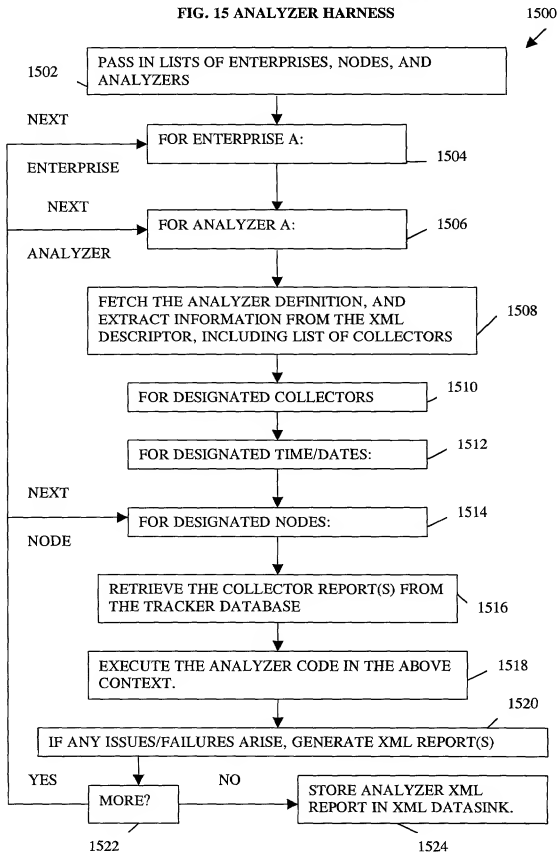 FIG. 15 ANALYZER HARNESS
1500
1502
PASS IN LISTS OF ENTERPRISES, NODES, AND
ANALYZERS
NEXT
ENTERPRISE
FOR ENTERPRISE A:
1504
NEXT
ANALYZER
FOR ANALYZER A:
1506
FETCH THE ANALYZER DEFINITION, AND
EXTRACT INFORMATION FROM THE XML
DESCRIPTOR, INCLUDING LIST OF COLLECTORS
1508
FOR DESIGNATED COLLECTORS
1510
FOR DESIGNATED TIME/DATES:
1512
NEXT
NODE
FOR DESIGNATED NODES:
1514
RETRIEVE THE COLLECTOR REPORT(S) FROM
THE TRACKER DATABASE
1516
EXECUTE THE ANALYZER CODE IN THE ABOVE
CONTEXT.
1518
1520
IF ANY ISSUES/FAILURES ARISE, GENERATE XML REPORT(S)
YES
MORE?
NO
STORE ANALYZER XML
REPORT IN XML DATASINK.
1522
1524